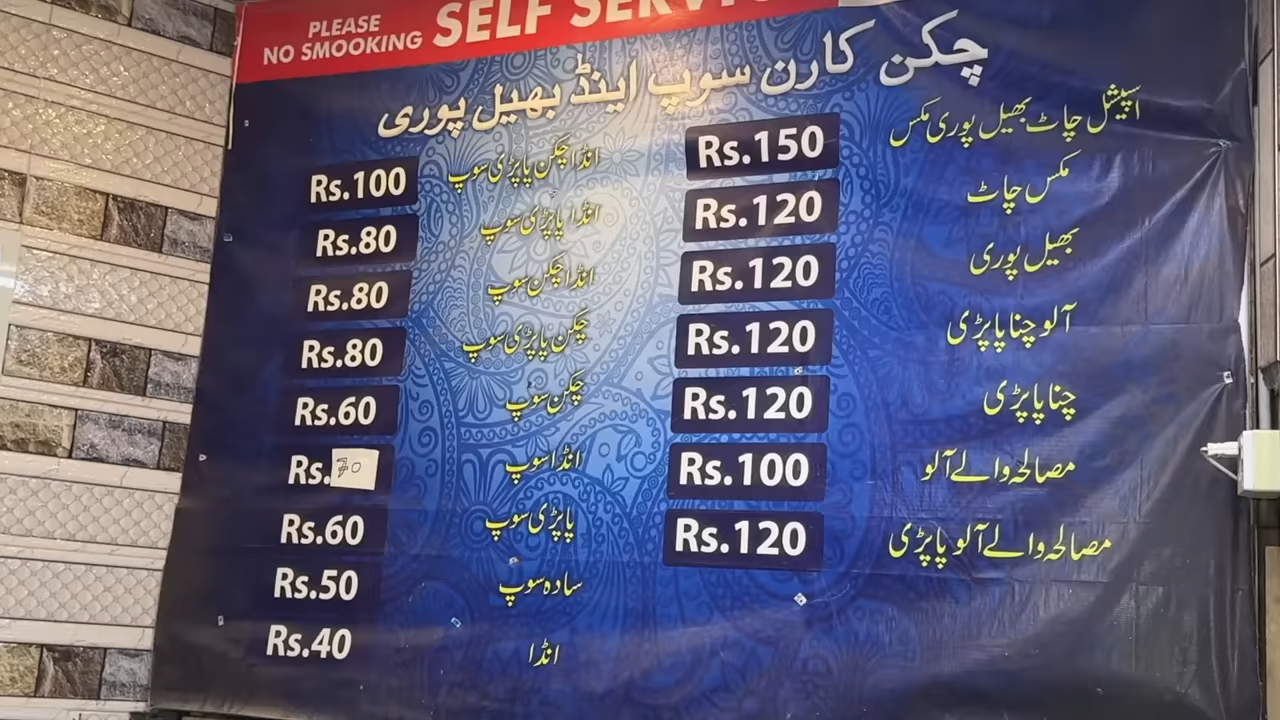 PLEASE
NO SMOOKING
SELF
چکن کارن سوپ اینڈ بھیل پوری
اسپیشل چاٹ بھیل پوری مکس Rs.150
مکس چاٹ Rs.120
بھیل پوری Rs.120
آلو چنا پاپڑی Rs.120
چنا پاپڑی Rs.120
مصالحہ والے آلو Rs.100
مصالحہ والے آلو پاپڑی Rs.120
انڈا چکن پاپڑی سوپ Rs.100
انڈا پاپڑی سوپ Rs.80
انڈا چکن سوپ Rs.80
چکن پاپڑی سوپ Rs.80
چکن سوپ Rs.60
انڈا سوپ Rs.
پاپڑی سوپ Rs.60
سادہ سوپ Rs.50
انڈا Rs.40